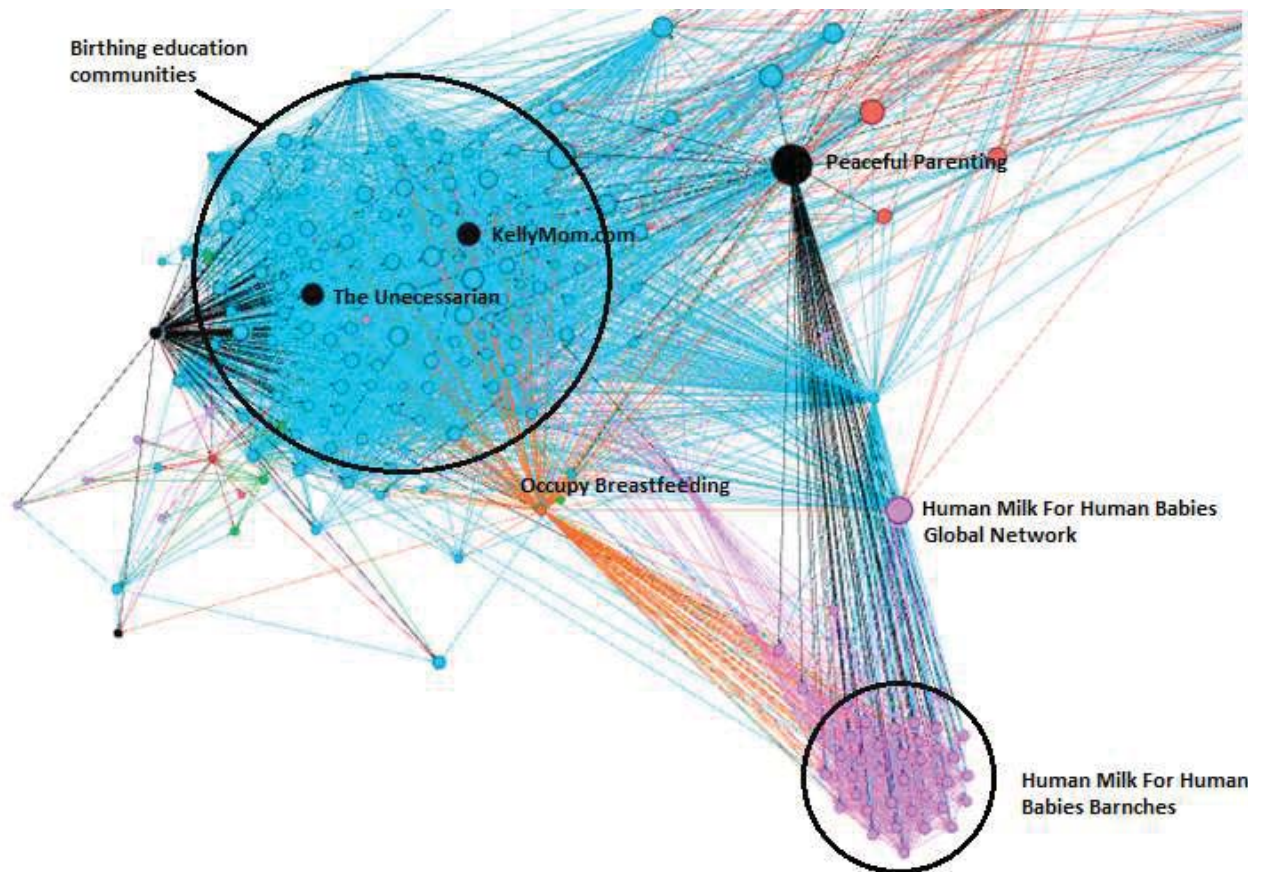 Birthing education
communities
Peaceful Parenting
KellyMom.com
The Unecessarian
Occupy Breastfeeding
Human Milk For Human Babies
Global Network
Human Milk For Human
Babies Barnches